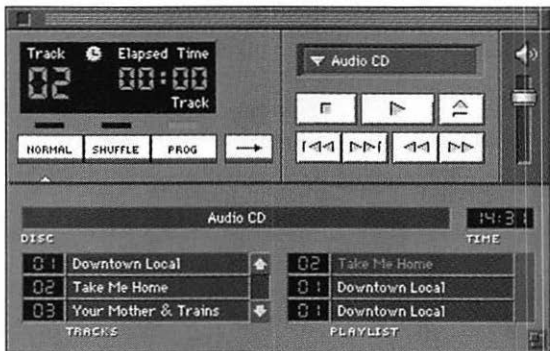 Track Elapsed Time
02 00:00
Track
Audio CD
NORMAL SHUFFLE PROG
Audio CD
14:31
DISC TIME
01 Downtown Local
02 Take Me Home
03 Your Mother & Trains
TRACKS
02 Take Me Home
01 Downtown Local
01 Downtown Local
PLAYLIST